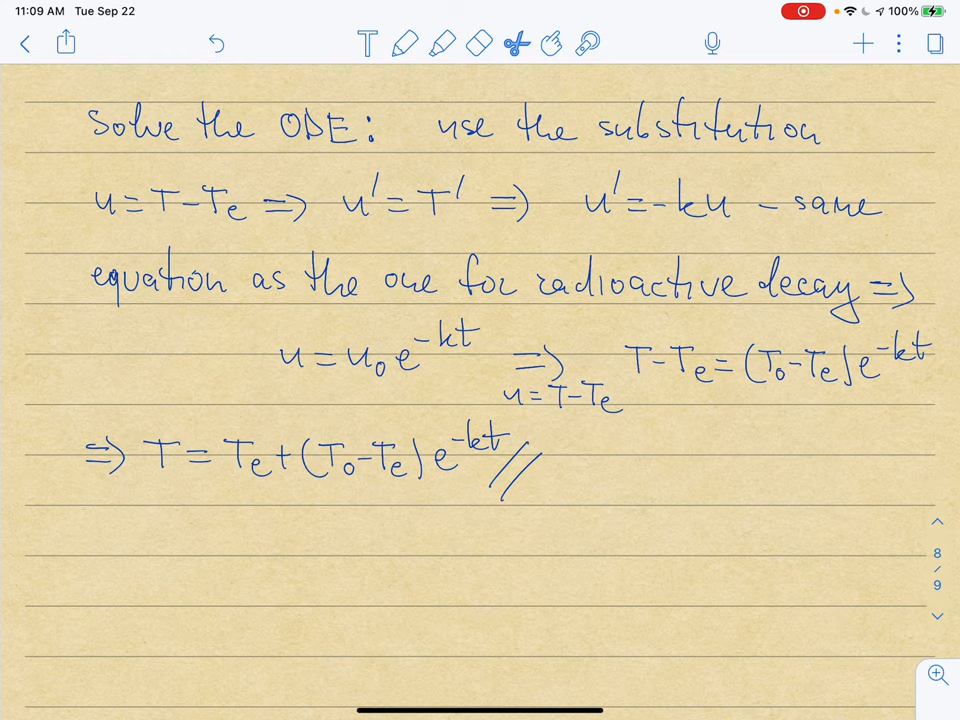 11:09 AM Tue Sep 22
100%
T
Solve the ODE: use the substitution
u = T - Tₑ ⇒ u' = T' ⇒ u' = -ku - same
equation as the one for radioactive decay ⇒
u = u₀ e^{-kt} ⇒ T - Tₑ = (T₀ - Tₑ) e^{-kt}
u = T - Tₑ
⇒ T = Tₑ + (T₀ - Tₑ) e^{-kt} //
8
/
9